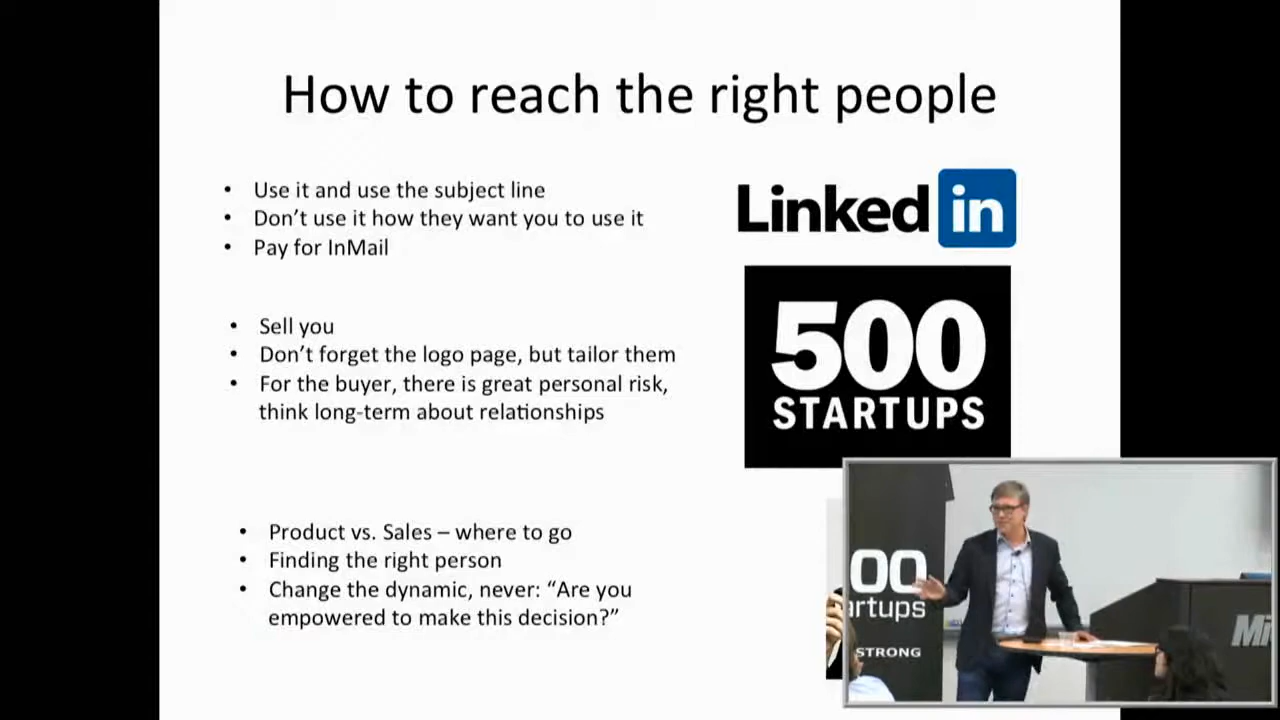 How to reach the right people
• Use it and use the subject line
• Don’t use it how they want you to use it
• Pay for InMail
Linked in
• Sell you
• Don’t forget the logo page, but tailor them
• For the buyer, there is great personal risk,
think long-term about relationships
500
STARTUPS
• Product vs. Sales – where to go
• Finding the right person
• Change the dynamic, never: “Are you
empowered to make this decision?”
00
artups
STRONG
Mi